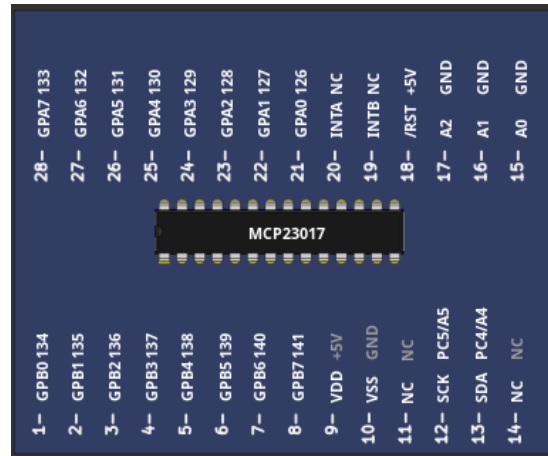 28– GPA7 133
27– GPA6 132
26– GPA5 131
25– GPA4 130
24– GPA3 129
23– GPA2 128
22– GPA1 127
21– GPA0 126
20– INTA NC
19– INTB NC
18– /RST +5V
17– A2 GND
16– A1 GND
15– A0 GND
MCP23017
1– GPB0 134
2– GPB1 135
3– GPB2 136
4– GPB3 137
5– GPB4 138
6– GPB5 139
7– GPB6 140
8– GPB7 141
9– VDD +5V
10– VSS GND
11– NC NC
12– SCK PC5/A5
13– SDA PC4/A4
14– NC NC